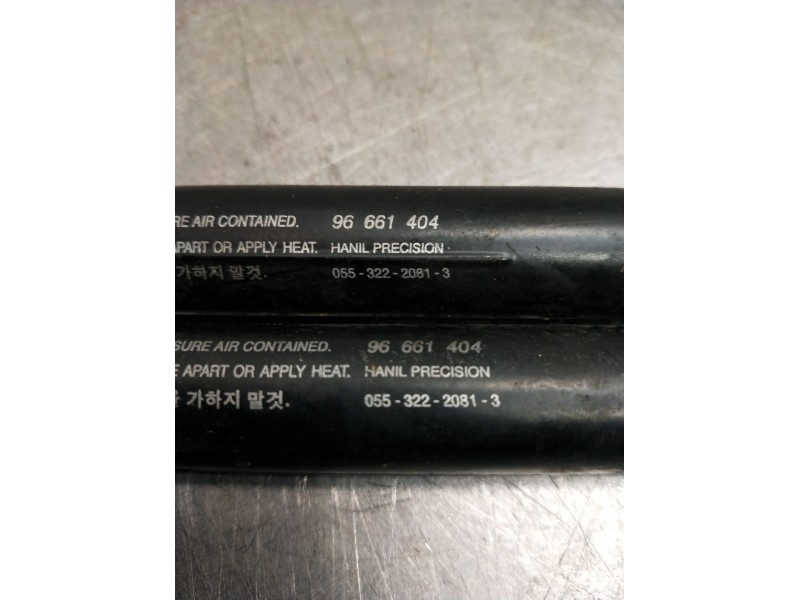 RE AIR CONTAINED. 96 661 404
APART OR APPLY HEAT. HANIL PRECISION
가하지 말것. 055-322-2081-3
SURE AIR CONTAINED. 96 661 404
E APART OR APPLY HEAT. HANIL PRECISION
을 가하지 말것. 055-322-2081-3